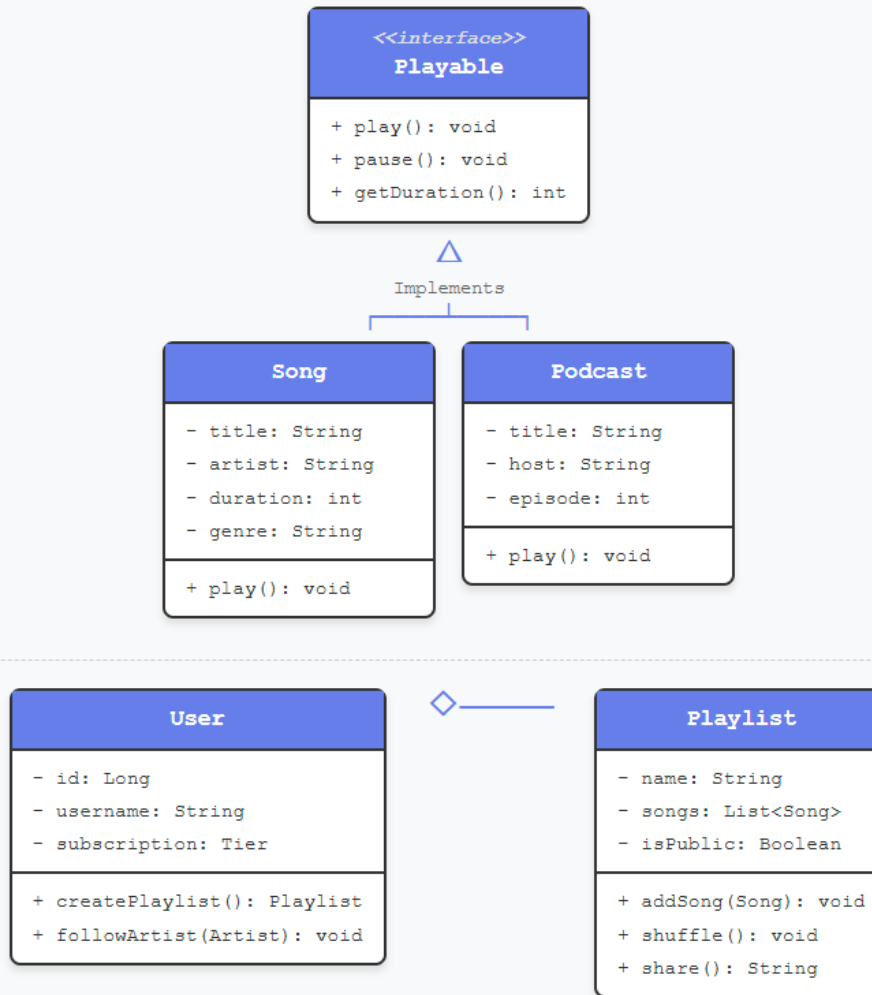 <<interface>>
Playable
+ play(): void
+ pause(): void
+ getDuration(): int
Implements
Song
- title: String
- artist: String
- duration: int
- genre: String
+ play(): void
Podcast
- title: String
- host: String
- episode: int
+ play(): void
User
- id: Long
- username: String
- subscription: Tier
+ createPlaylist(): Playlist
+ followArtist(Artist): void
Playlist
- name: String
- songs: List<Song>
- isPublic: Boolean
+ addSong(Song): void
+ shuffle(): void
+ share(): String